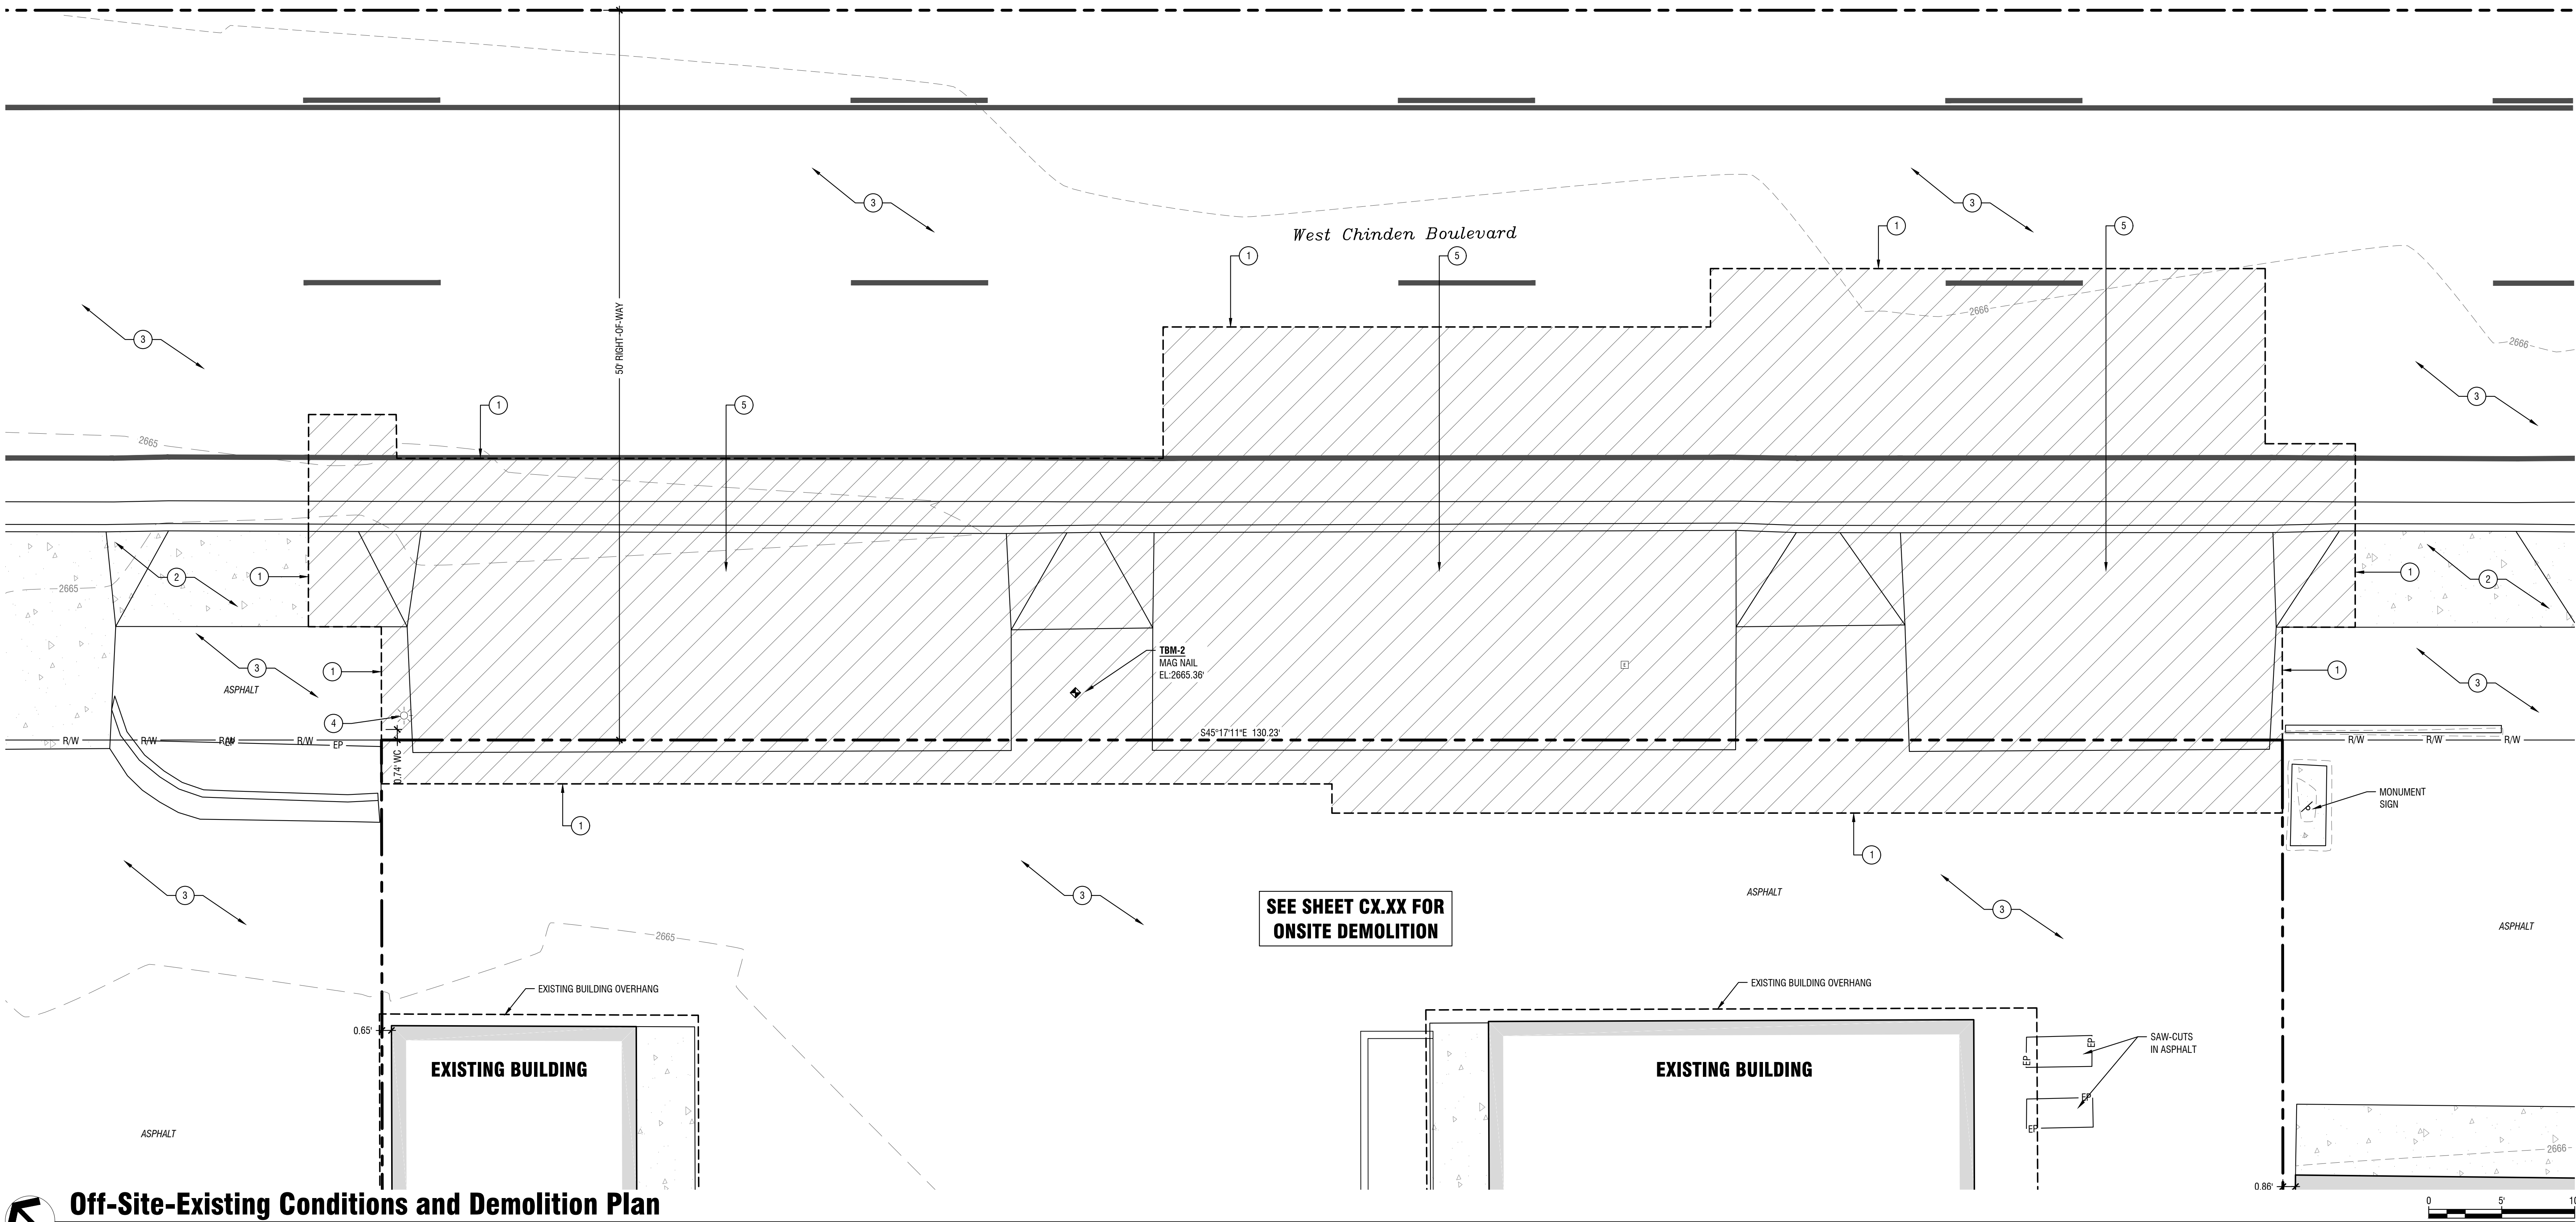 3
3
1
5
West Chinden Boulevard
1
5
2666
50' RIGHT-OF-WAY
3
2666
3
1
5
2665
2665
2
1
1
2
3
ASPHALT
1
TBM-2
MAG NAIL
EL:2665.36'
E
1
3
4
R/W
R/W
R/W
EP
R/W
EP
0.74' WC
S45°17'11"E 130.23'
R/W
R/W
R/W
MONUMENT
SIGN
1
1
3
3
3
SEE SHEET CX.XX FOR
ONSITE DEMOLITION
ASPHALT
ASPHALT
2665
EXISTING BUILDING OVERHANG
EXISTING BUILDING OVERHANG
0.65'
EXISTING BUILDING
EXISTING BUILDING
EP
EP
SAW-CUTS
IN ASPHALT
EP
EP
ASPHALT
2666
0.86'
Off-Site-Existing Conditions and Demolition Plan
0
5'